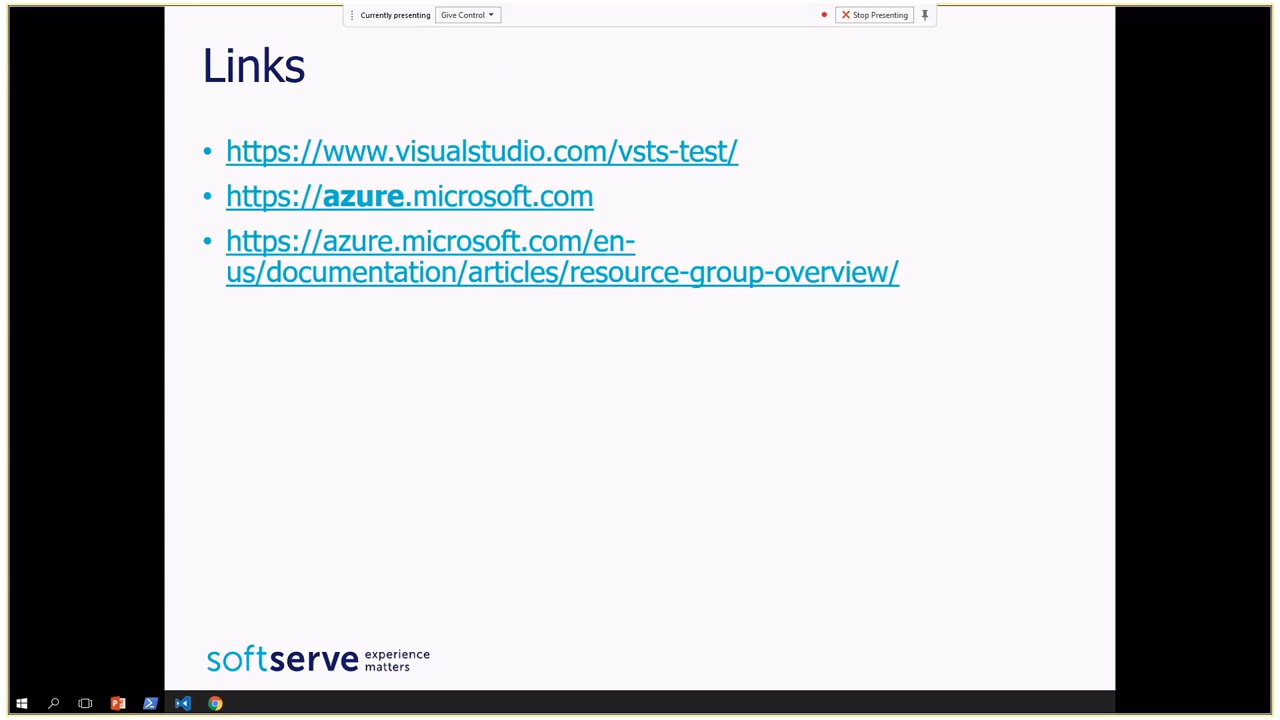 Currently presenting Give Control Stop Presenting
Links
• https://www.visualstudio.com/vsts-test/
• https://azure.microsoft.com
• https://azure.microsoft.com/en-
us/documentation/articles/resource-group-overview/
softserve experience
matters